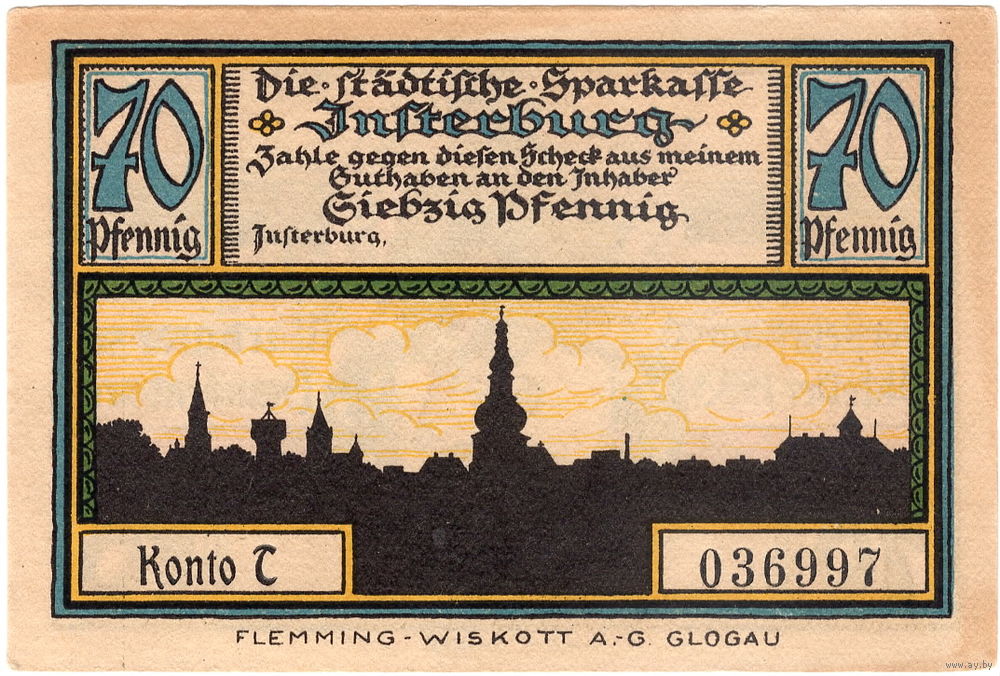 70
Pfennig
Die städtische Sparkasse
Insterburg
Zahle gegen diesen Scheck aus meinem
Guthaben an den Inhaber
Siebzig Pfennig
Insterburg,
70
Pfennig
Konto T
036997
FLEMMING-WISKOTT A.-G. GLOGAU
www.ay.by